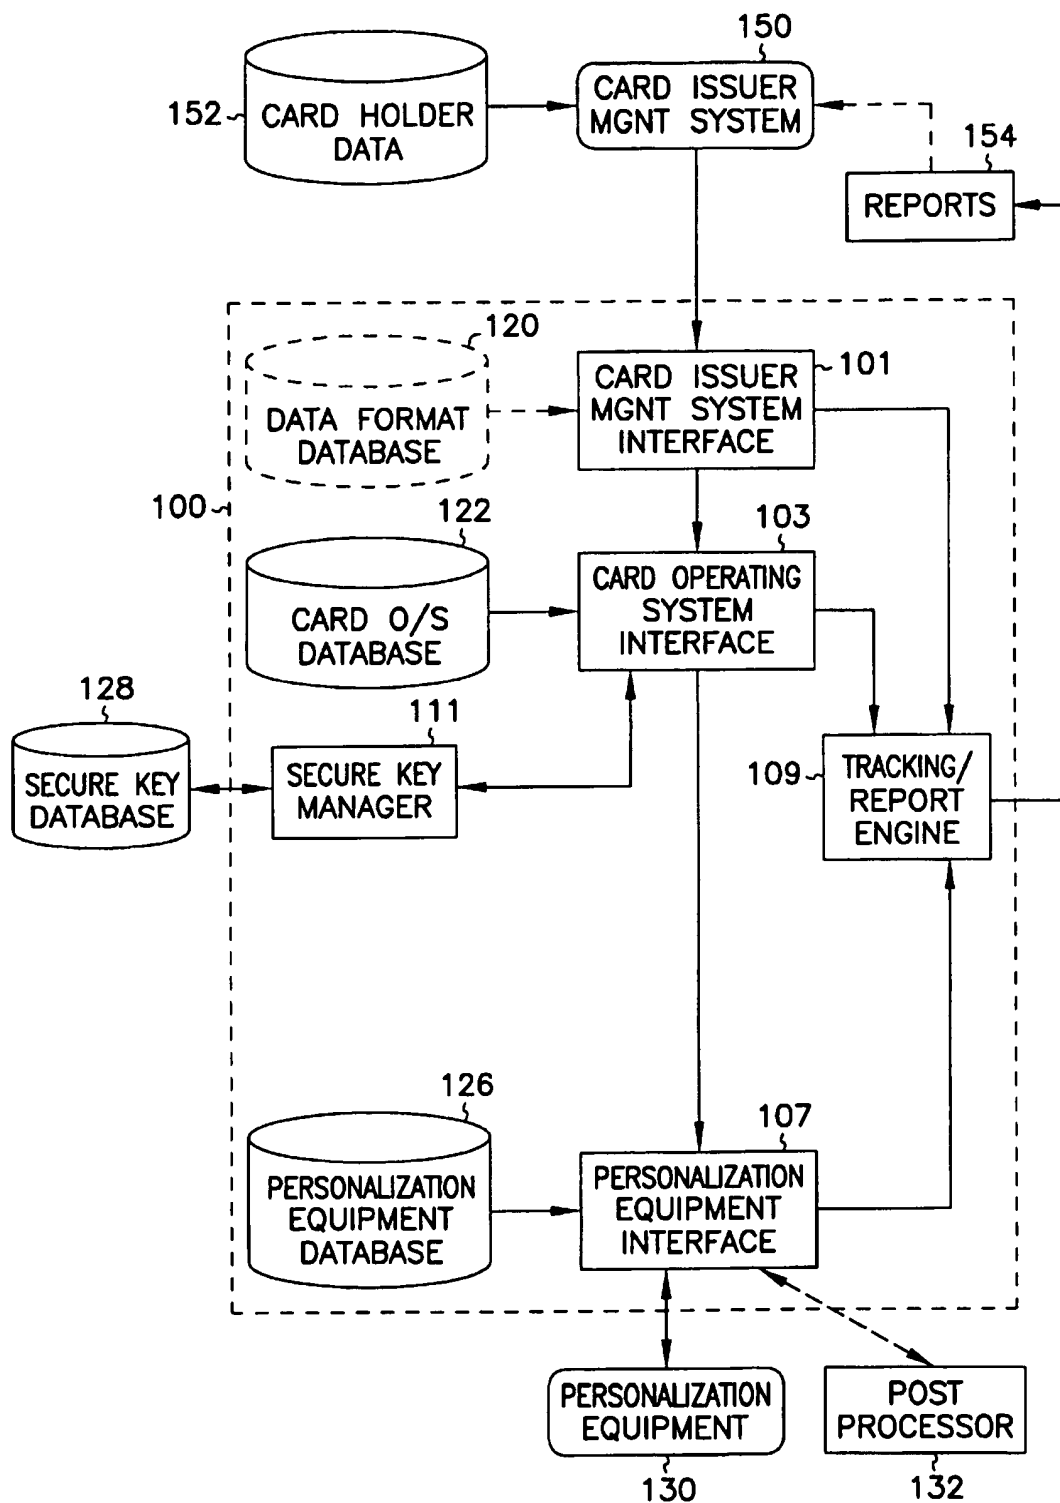 150
CARD HOLDER
DATA
152
CARD ISSUER
MGNT SYSTEM
154
REPORTS
120
DATA FORMAT
DATABASE
CARD ISSUER
MGNT SYSTEM
INTERFACE
101
100
122
CARD O/S
DATABASE
103
CARD OPERATING
SYSTEM
INTERFACE
128
SECURE KEY
DATABASE
111
SECURE KEY
MANAGER
109
TRACKING/
REPORT
ENGINE
126
PERSONALIZATION
EQUIPMENT
DATABASE
107
PERSONALIZATION
EQUIPMENT
INTERFACE
PERSONALIZATION
EQUIPMENT
130
POST
PROCESSOR
132